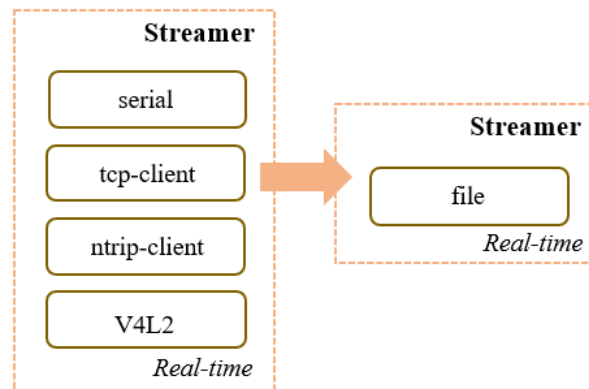 Streamer
serial
tcp-client
ntrip-client
V4L2
Real-time
Streamer
file
Real-time